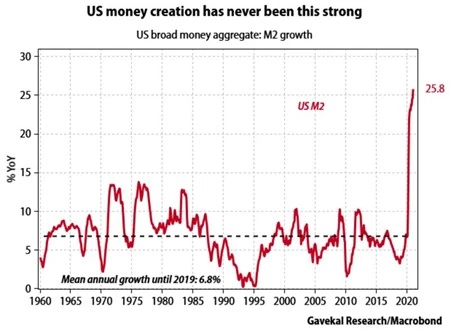 US money creation has never been this strong
US broad money aggregate: M2 growth
30
25
20
15
10
5
0
% YoY
US M2
25.8
Mean annual growth until 2019: 6.8%
1960 1965 1970 1975 1980 1985 1990 1995 2000 2005 2010 2015 2020
Gavekal Research/Macrobond